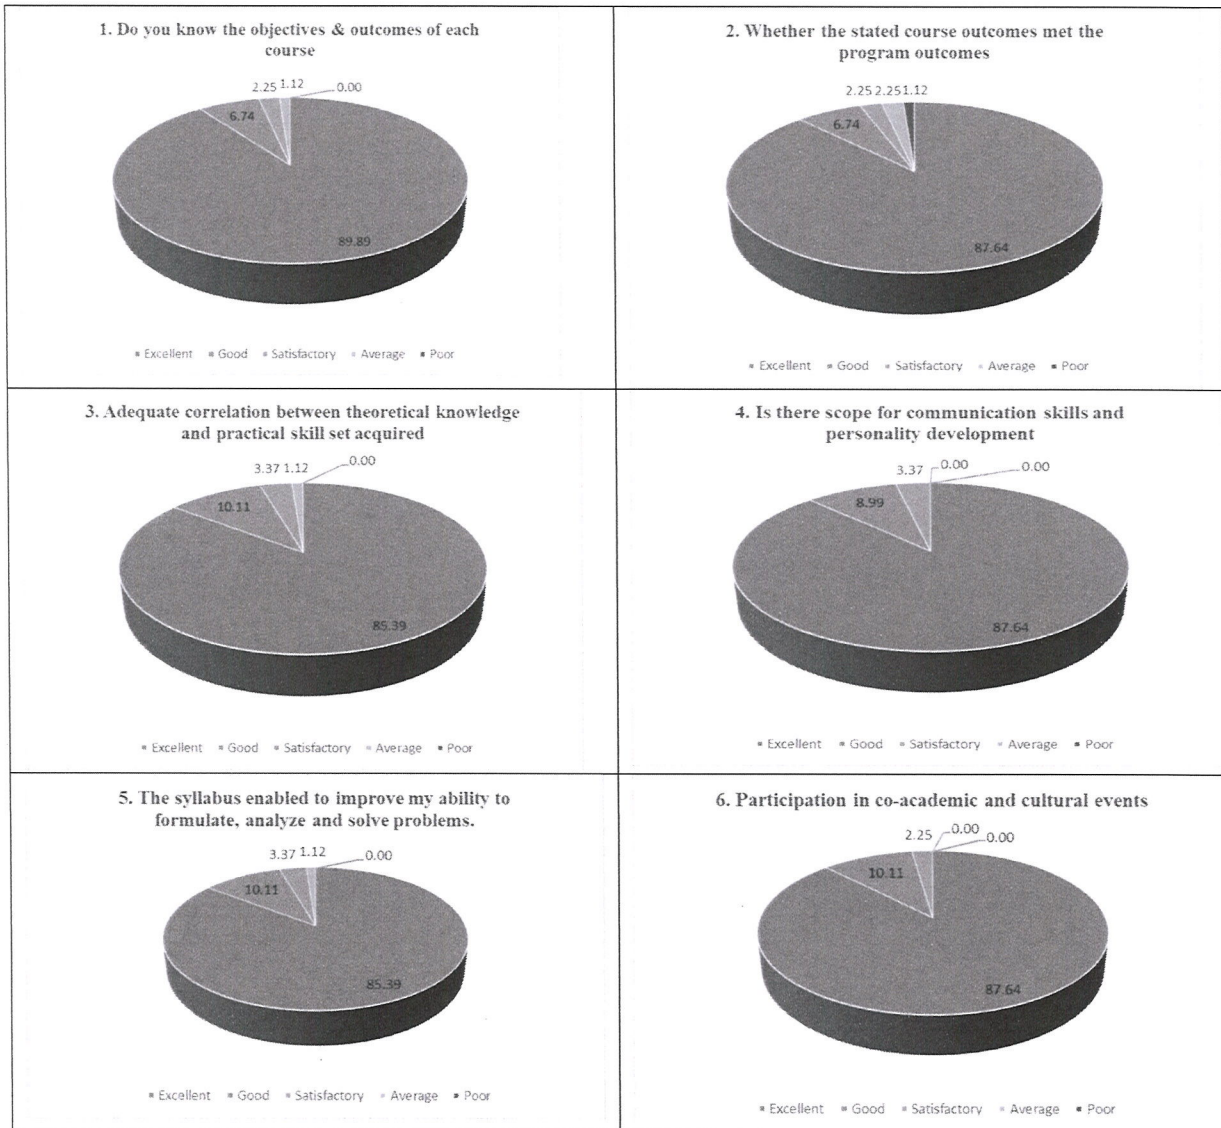 1. Do you know the objectives & outcomes of each
course
2.25 1.12 0.00
6.74
89.89
Excellent Good Satisfactory Average Poor
2. Whether the stated course outcomes met the
program outcomes
2.25 2.25 1.12
6.74
87.64
Excellent Good Satisfactory Average Poor
3. Adequate correlation between theoretical knowledge
and practical skill set acquired
3.37 1.12 0.00
10.11
85.39
Excellent Good Satisfactory Average Poor
4. Is there scope for communication skills and
personality development
3.37 0.00 0.00
8.99
87.64
Excellent Good Satisfactory Average Poor
5. The syllabus enabled to improve my ability to
formulate, analyze and solve problems.
3.37 1.12 0.00
10.11
85.39
Excellent Good Satisfactory Average Poor
6. Participation in co-academic and cultural events
2.25 0.00 0.00
10.11
87.64
Excellent Good Satisfactory Average Poor